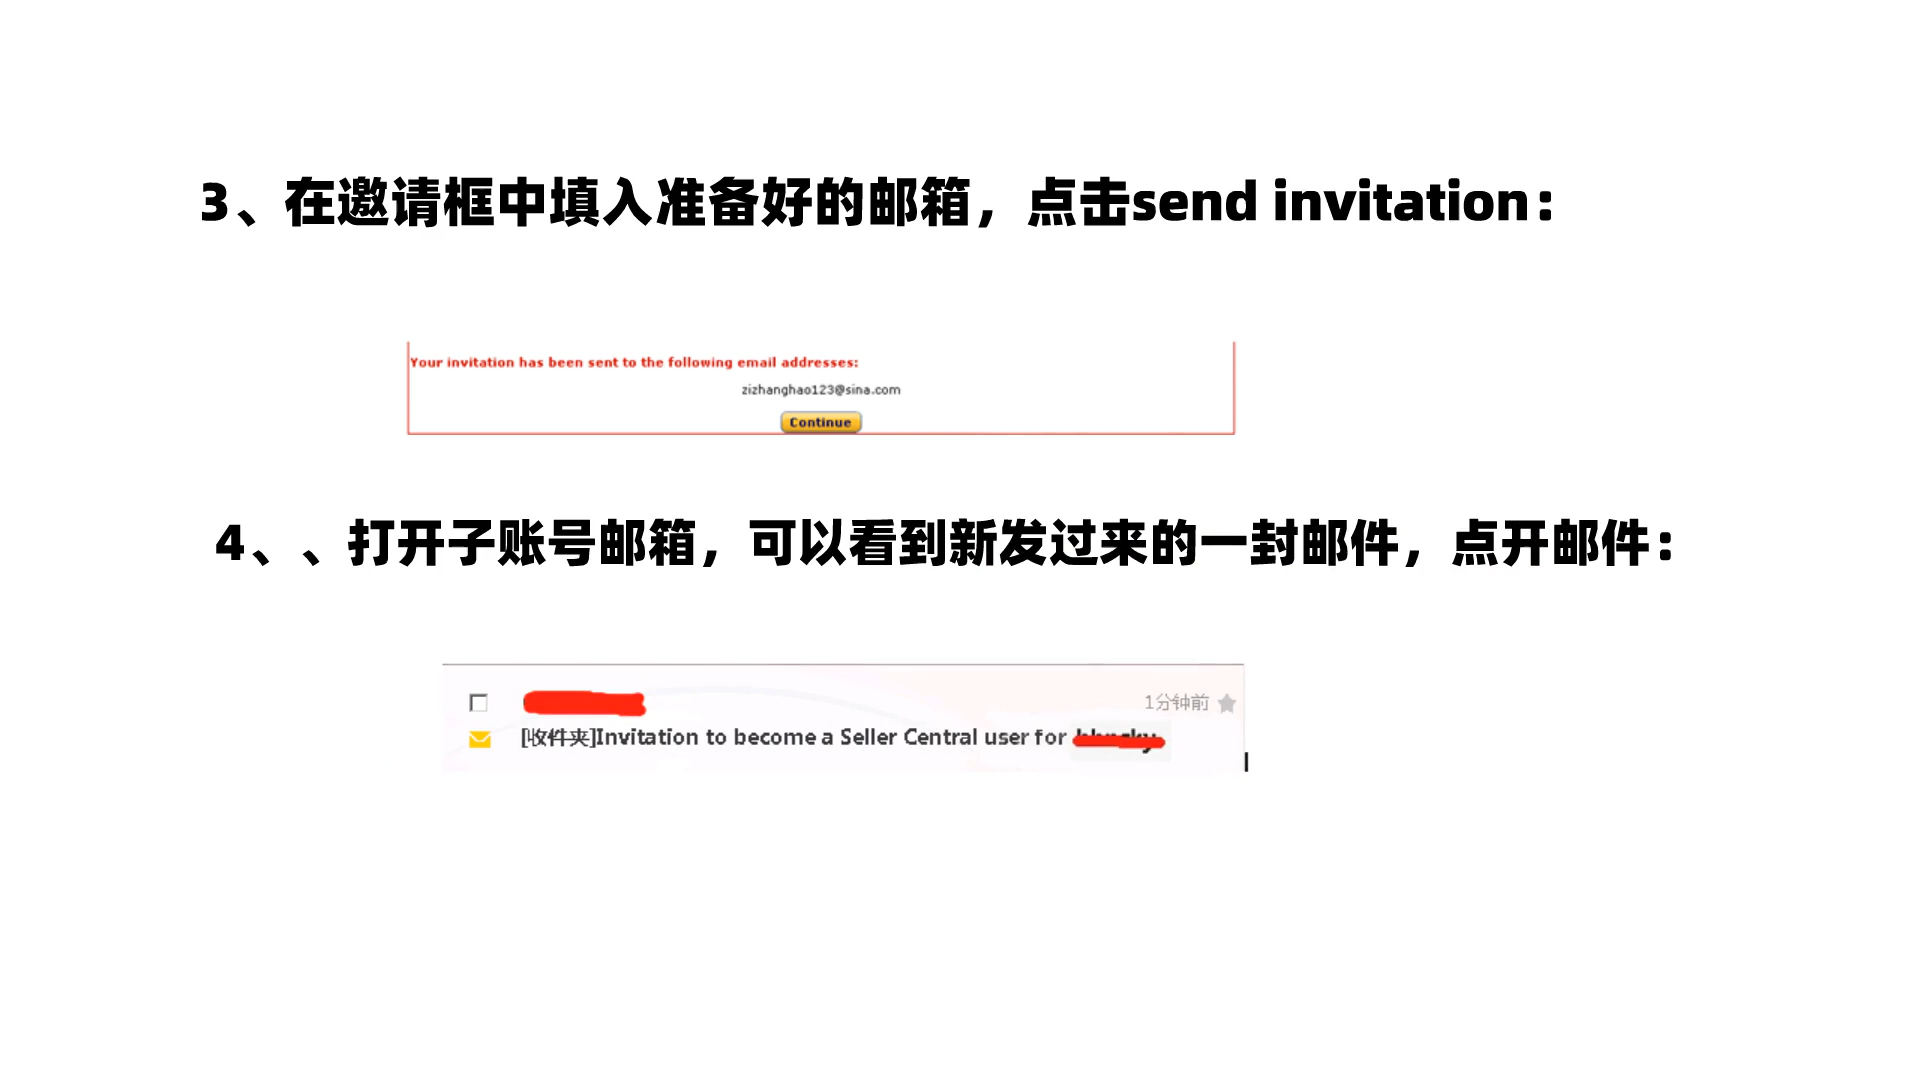 3、在邀请框中填入准备好的邮箱，点击send invitation：
Your invitation has been sent to the following email addresses:
zizhanghao123@sina.com
Continue
4、、打开子账号邮箱，可以看到新发过来的一封邮件，点开邮件：
1分钟前
[收件夹]Invitation to become a Seller Central user for